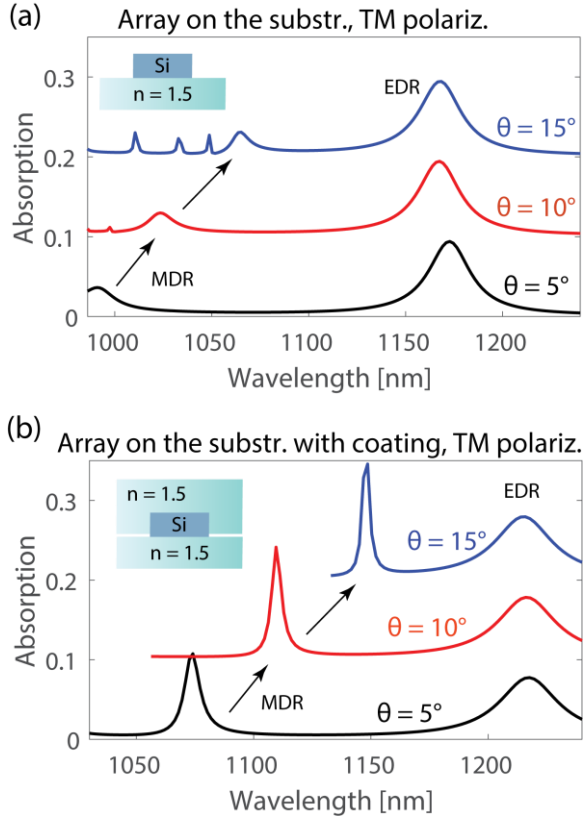 (a)
Array on the substr., TM polariz.
Si
n = 1.5
EDR
θ = 15°
θ = 10°
θ = 5°
MDR
Absorption
0.3
0.2
0.1
0
1000 1050 1100 1150 1200
Wavelength [nm]
(b)
Array on the substr. with coating, TM polariz.
n = 1.5
Si
n = 1.5
EDR
θ = 15°
θ = 10°
MDR
θ = 5°
Absorption
0.3
0.2
0.1
0
1050 1100 1150 1200
Wavelength [nm]